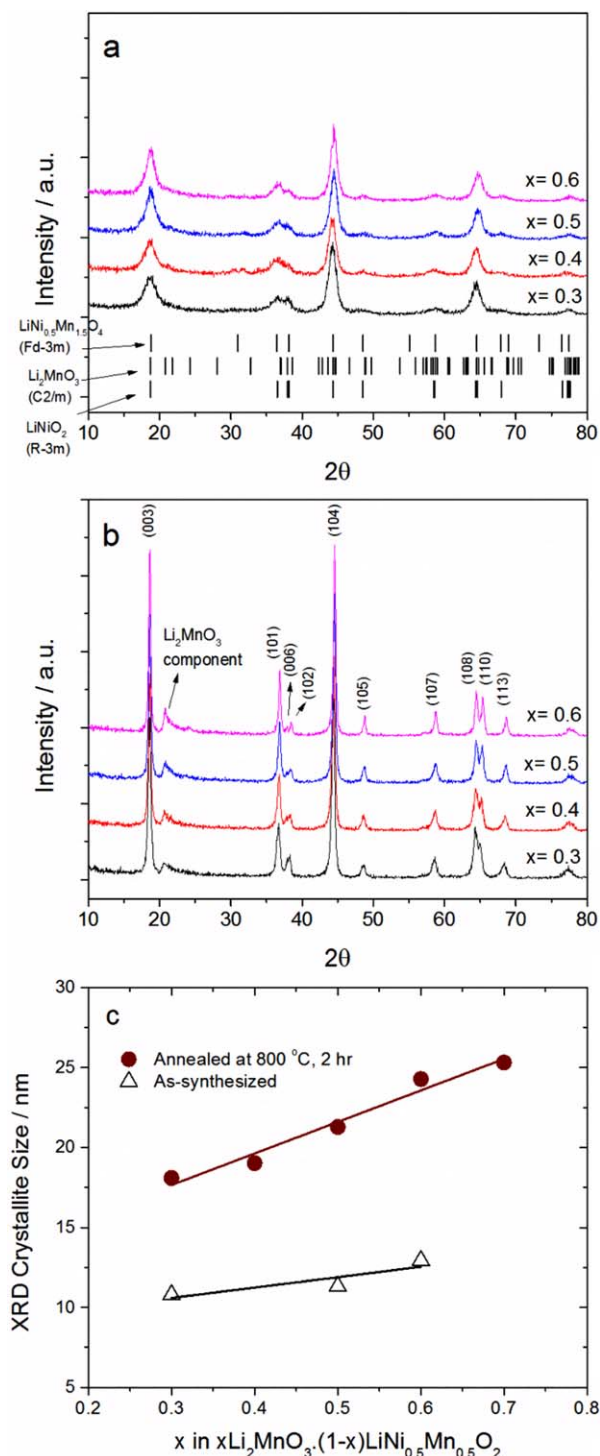 a
Intensity / a.u.
x= 0.6
x= 0.5
x= 0.4
x= 0.3
LiNi₀.₅Mn₁.₅O₄
(Fd-3m)
Li₂MnO₃
(C2/m)
LiNiO₂
(R-3m)
10 20 30 40 50 60 70 80
2θ
b
Intensity / a.u.
(003)
Li₂MnO₃
component
(101)
(006)
(102)
(104)
(105)
(107)
(108)
(110)
(113)
x= 0.6
x= 0.5
x= 0.4
x= 0.3
10 20 30 40 50 60 70 80
2θ
c
XRD Crystallite Size / nm
30
25
20
15
10
5
Annealed at 800 °C, 2 hr
As-synthesized
0.2 0.3 0.4 0.5 0.6 0.7 0.8
x in xLi₂MnO₃.(1-x)LiNi₀.₅Mn₀.₅O₂